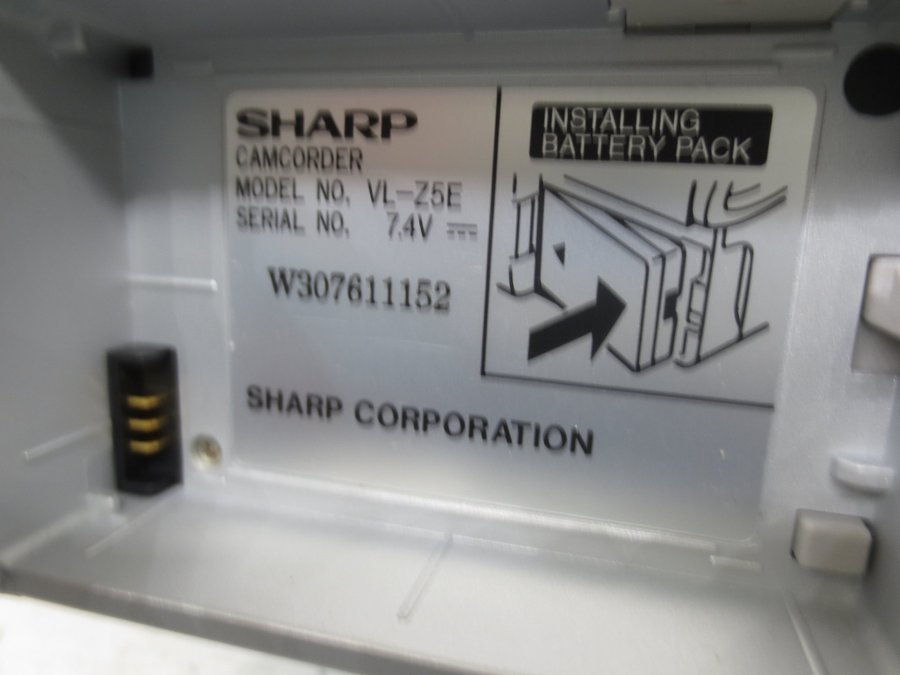 SHARP
CAMCORDER
MODEL NO. VL-Z5E
SERIAL NO. 7.4V
W307611152
SHARP CORPORATION
INSTALLING
BATTERY PACK